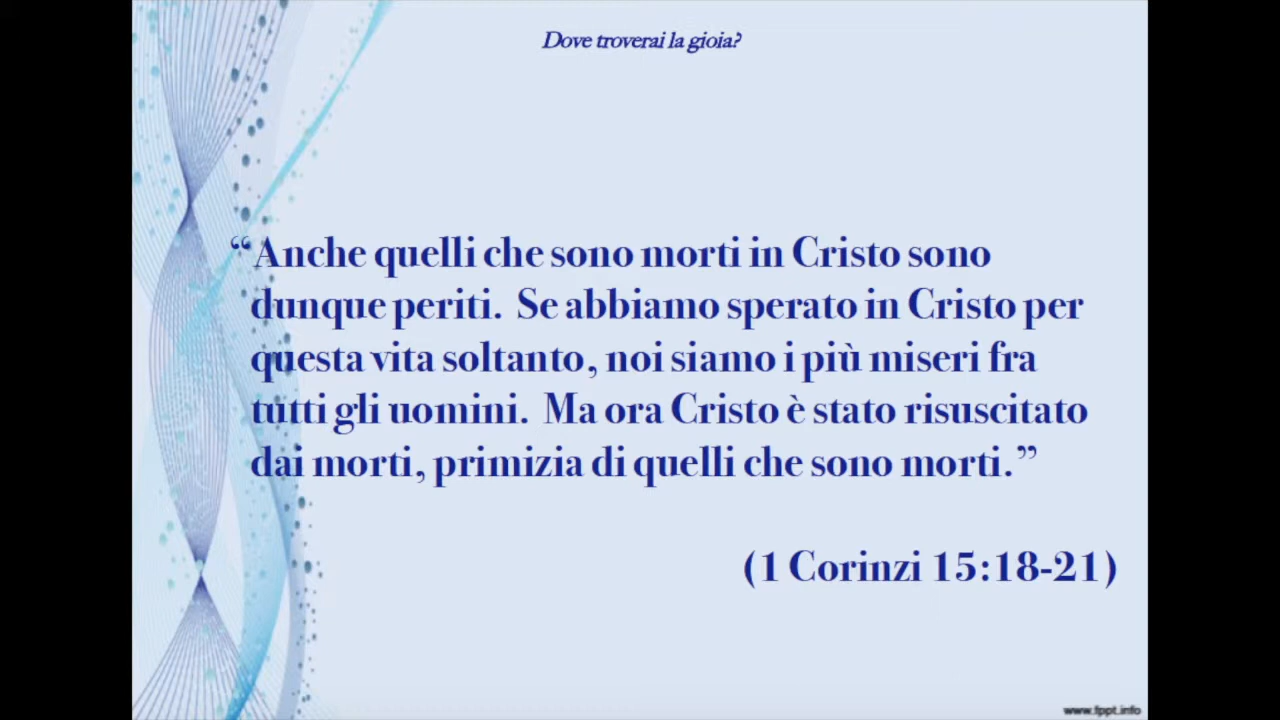 Dove troverai la gioia?
“Anche quelli che sono morti in Cristo sono
dunque periti. Se abbiamo sperato in Cristo per
questa vita soltanto, noi siamo i più miseri fra
tutti gli uomini. Ma ora Cristo è stato risuscitato
dai morti, primizia di quelli che sono morti.”
(1 Corinzi 15:18-21)
www.fppt.info